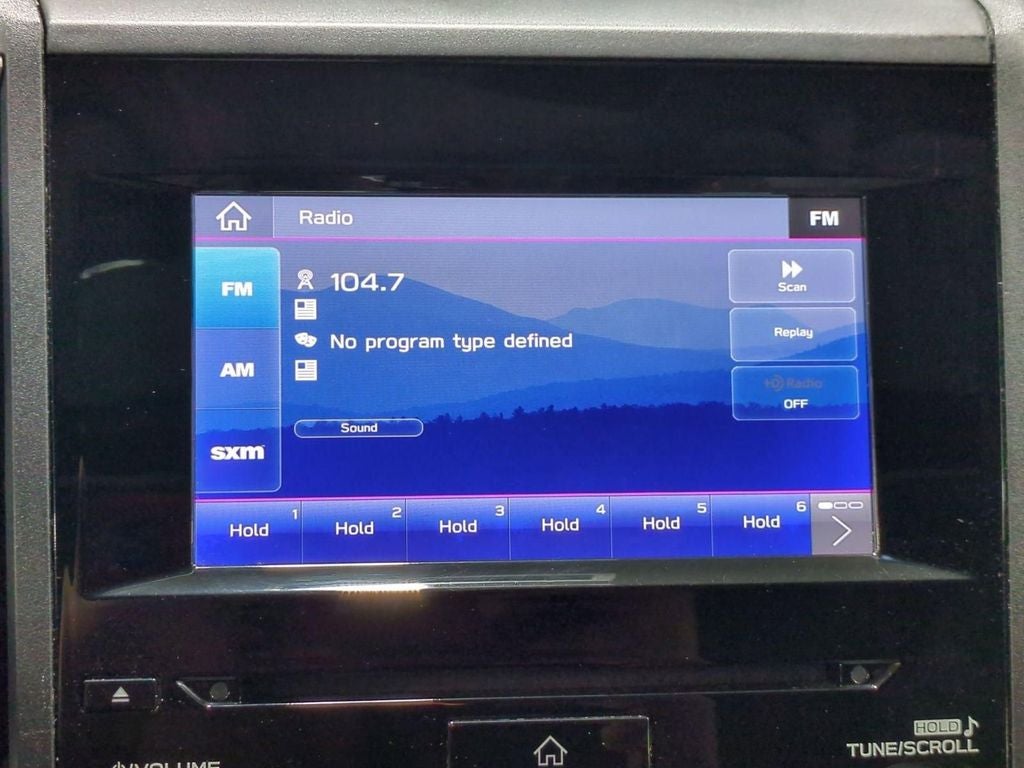 Radio
FM
FM
104.7
Scan
No program type defined
Replay
AM
HD Radio
OFF
Sound
sxm
Hold 1
Hold 2
Hold 3
Hold 4
Hold 5
Hold 6
HOLD
TUNE/SCROLL
/VOLUME